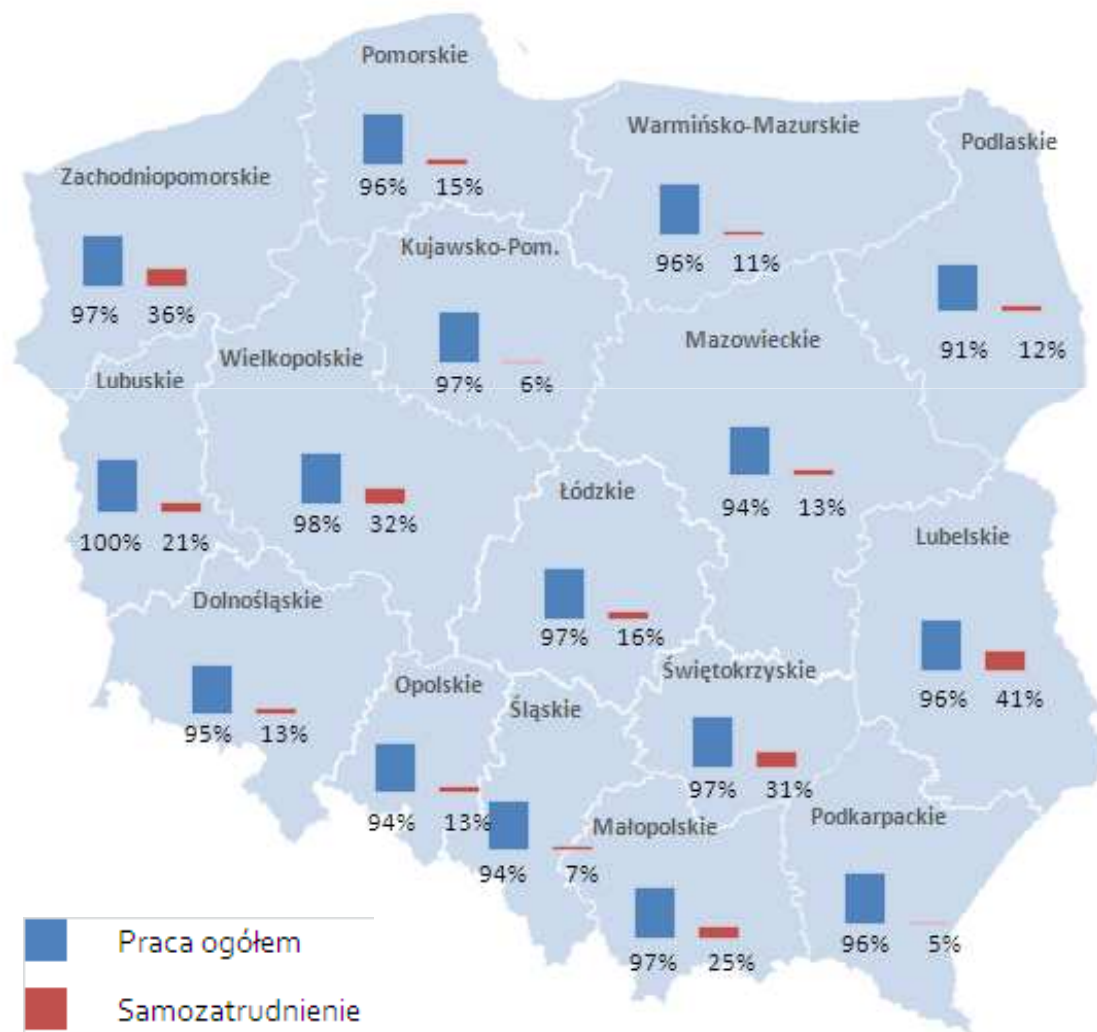 Pomorskie
96% 15%
Warmińsko-Mazurskie
96% 11%
Podlaskie
91% 12%
Zachodniopomorskie
97% 36%
Kujawsko-Pom.
97% 6%
Mazowieckie
94% 13%
Lubuskie
100% 21%
Wielkopolskie
98% 32%
Łódzkie
97% 16%
Lubelskie
96% 41%
Dolnośląskie
95% 13%
Opolskie
94% 13%
Śląskie
94% 7%
Świętokrzyskie
97% 31%
Małopolskie
97% 25%
Podkarpackie
96% 5%
Praca ogółem
Samozatrudnienie